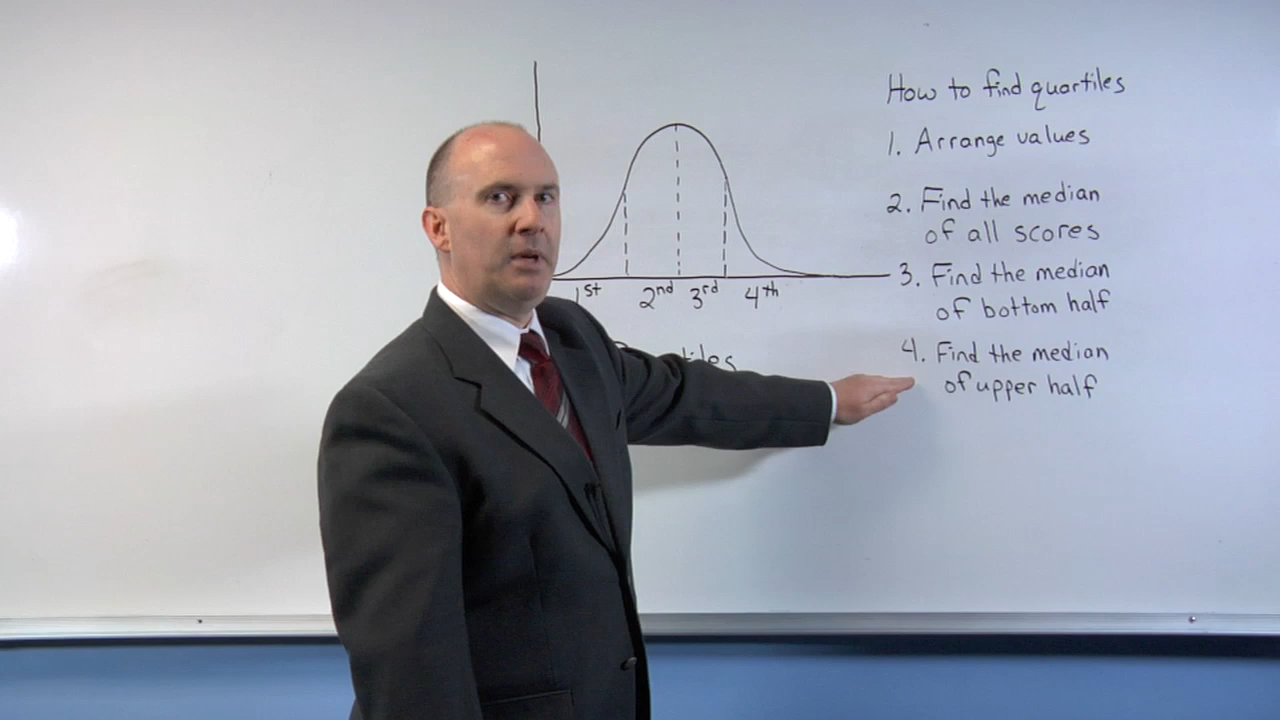 How to find quartiles
1. Arrange values
2. Find the median
of all scores
3. Find the median
of bottom half
4. Find the median
of upper half
1st 2nd 3rd 4th